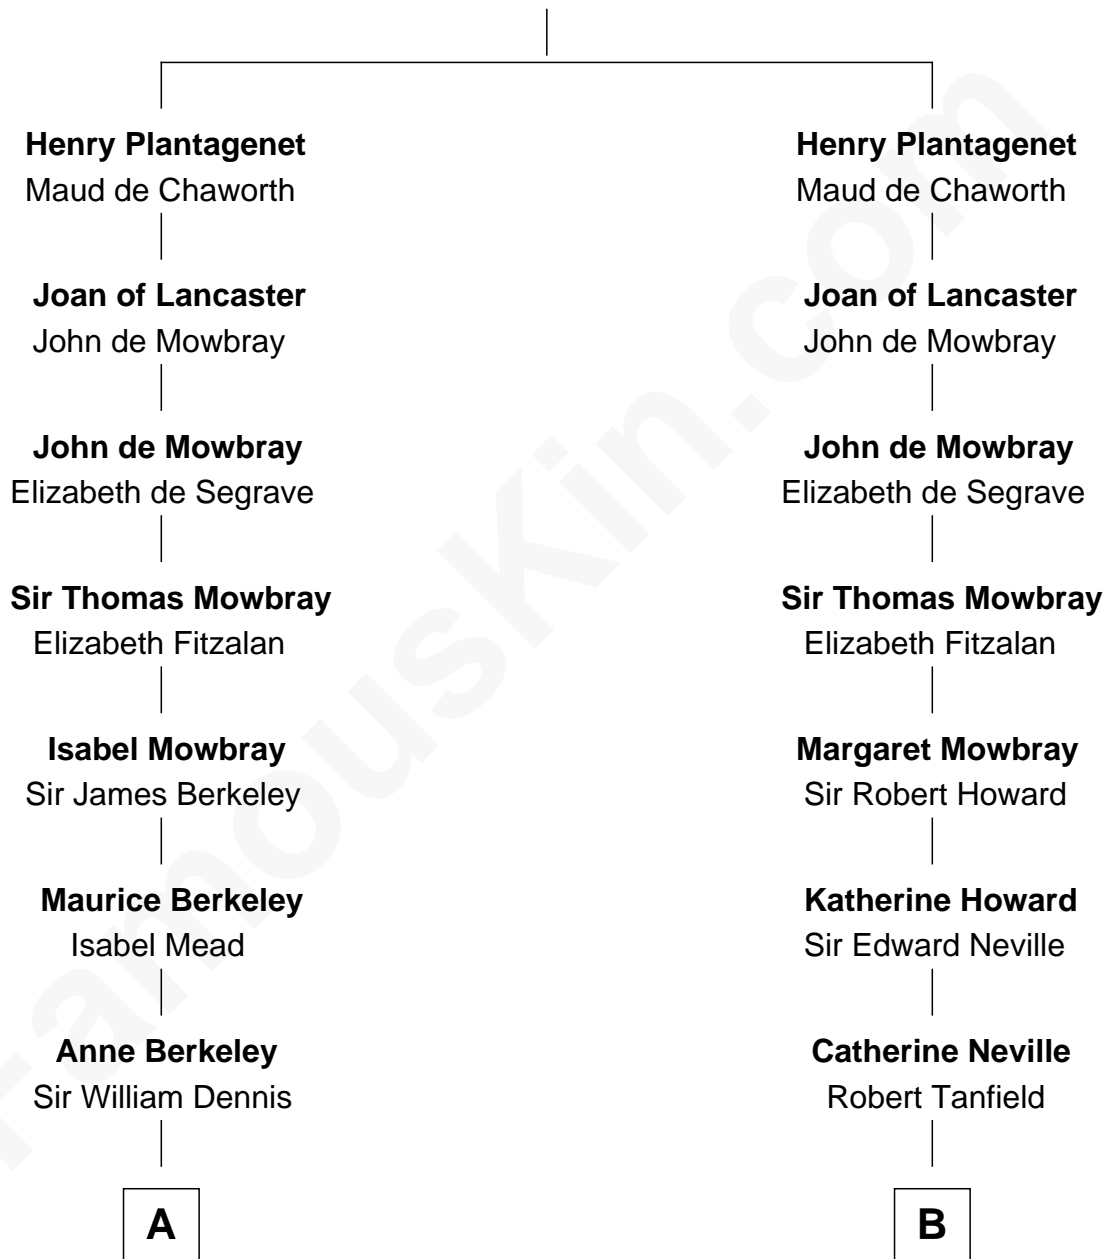 Henry Plantagenet
Maud de Chaworth
Joan of Lancaster
John de Mowbray
John de Mowbray
Elizabeth de Segrave
Sir Thomas Mowbray
Elizabeth Fitzalan
Isabel Mowbray
Sir James Berkeley
Maurice Berkeley
Isabel Mead
Anne Berkeley
Sir William Dennis
A
Henry Plantagenet
Maud de Chaworth
Joan of Lancaster
John de Mowbray
John de Mowbray
Elizabeth de Segrave
Sir Thomas Mowbray
Elizabeth Fitzalan
Margaret Mowbray
Sir Robert Howard
Katherine Howard
Sir Edward Neville
Catherine Neville
Robert Tanfield
B
FamousKin.com